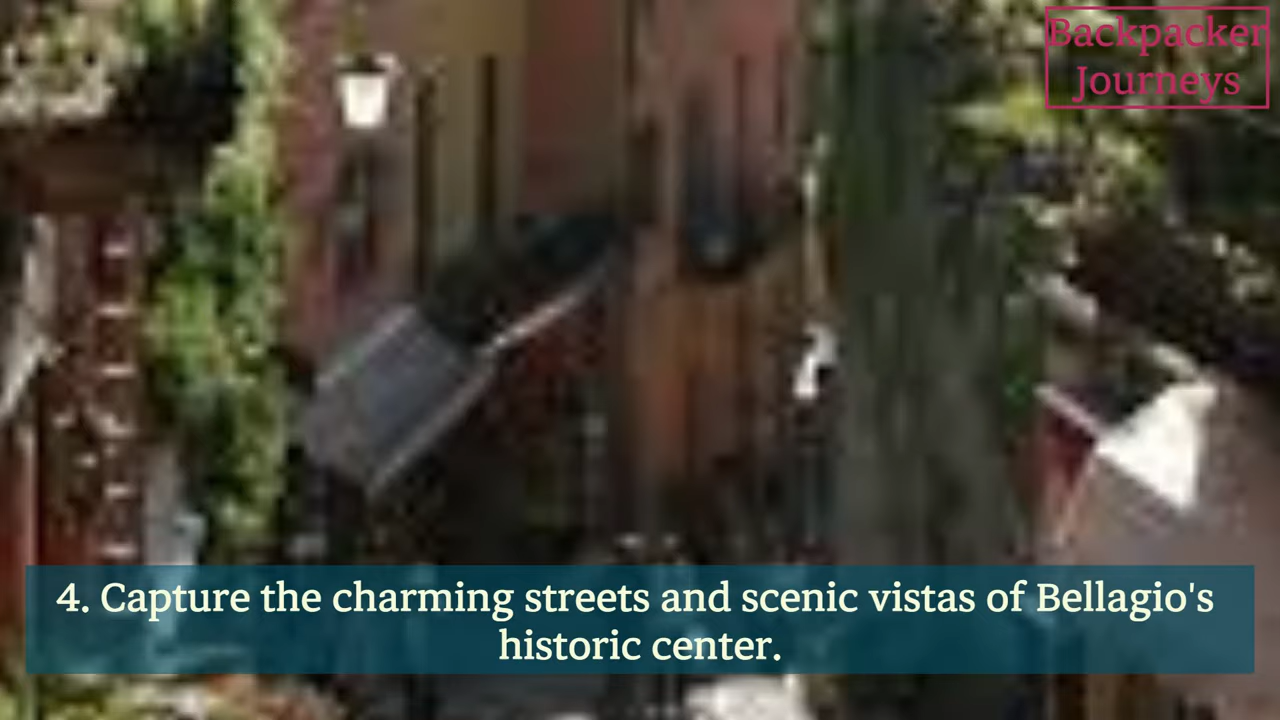 Backpacker
Journeys
4. Capture the charming streets and scenic vistas of Bellagio's
historic center.